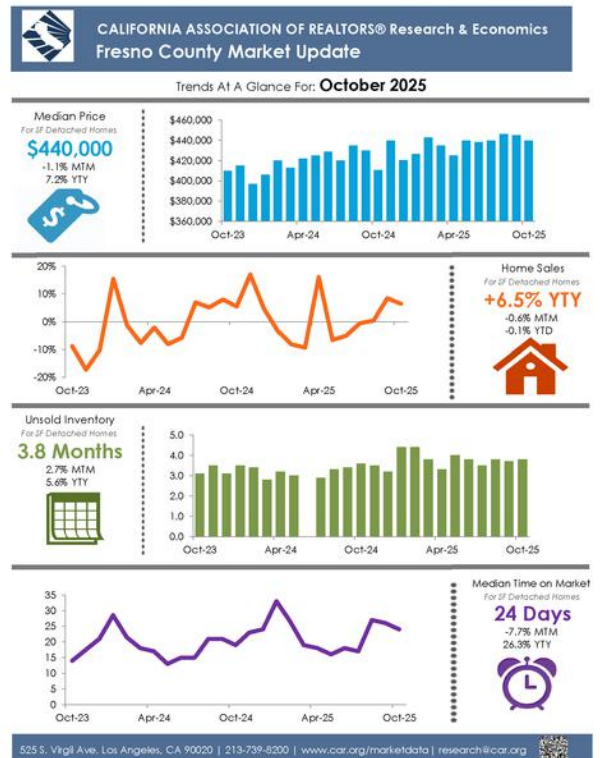 CALIFORNIA ASSOCIATION OF REALTORS® Research & Economics
Fresno County Market Update
Trends At A Glance For: October 2025
Median Price
For SF Detached Homes
$440,000
-1.1% MTM
7.2% YTY
$
$460,000
$440,000
$420,000
$400,000
$380,000
$360,000
Oct-23 Apr-24 Oct-24 Apr-25 Oct-25
20%
10%
0%
-10%
-20%
Oct-23 Apr-24 Oct-24 Apr-25 Oct-25
Home Sales
For SF Detached Homes
+6.5% YTY
-0.6% MTM
-0.1% YTD
Unsold Inventory
For SF Detached Homes
3.8 Months
2.7% MTM
5.6% YTY
5.0
4.0
3.0
2.0
1.0
0.0
Oct-23 Apr-24 Oct-24 Apr-25 Oct-25
35
30
25
20
15
10
5
0
Oct-23 Apr-24 Oct-24 Apr-25 Oct-25
Median Time on Market
For SF Detached Homes
24 Days
-7.7% MTM
26.3% YTY
525 S. Virgil Ave. Los Angeles, CA 90020 | 213-739-8200 | www.car.org/marketdata | research@car.org